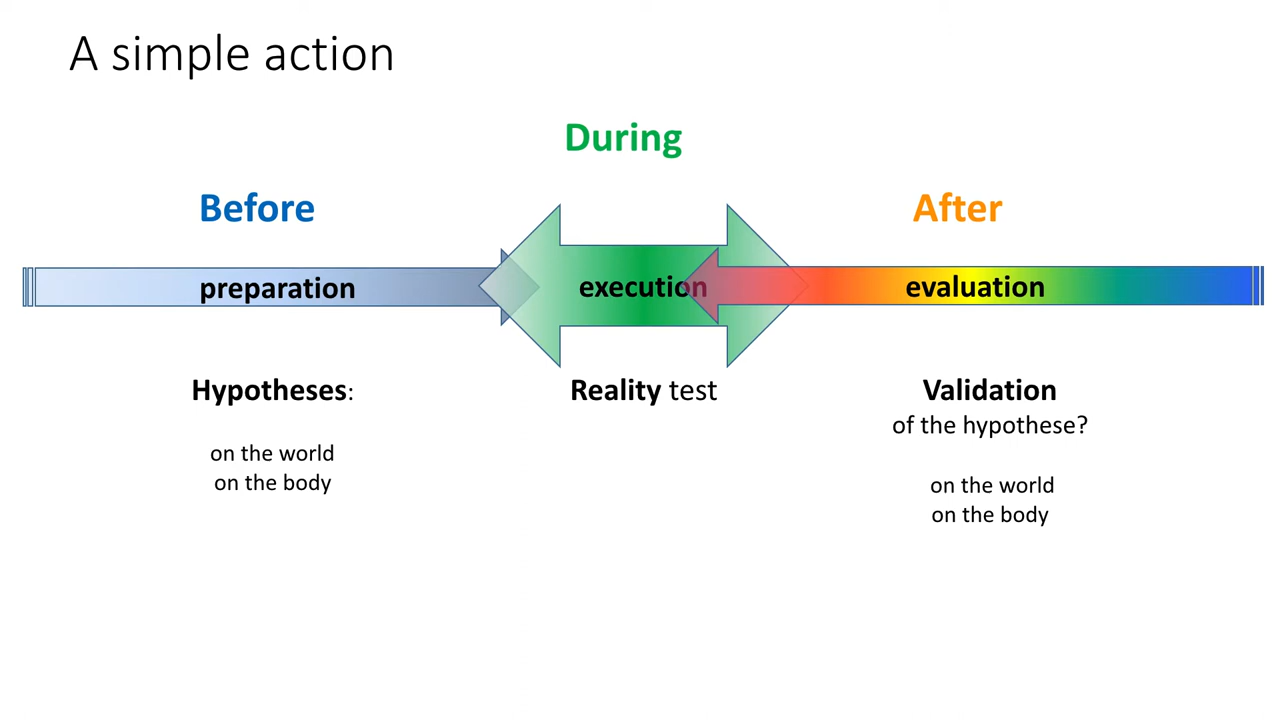 A simple action
During
Before
After
preparation
execution
evaluation
Hypotheses:
on the world
on the body
Reality test
Validation
of the hypothese?
on the world
on the body